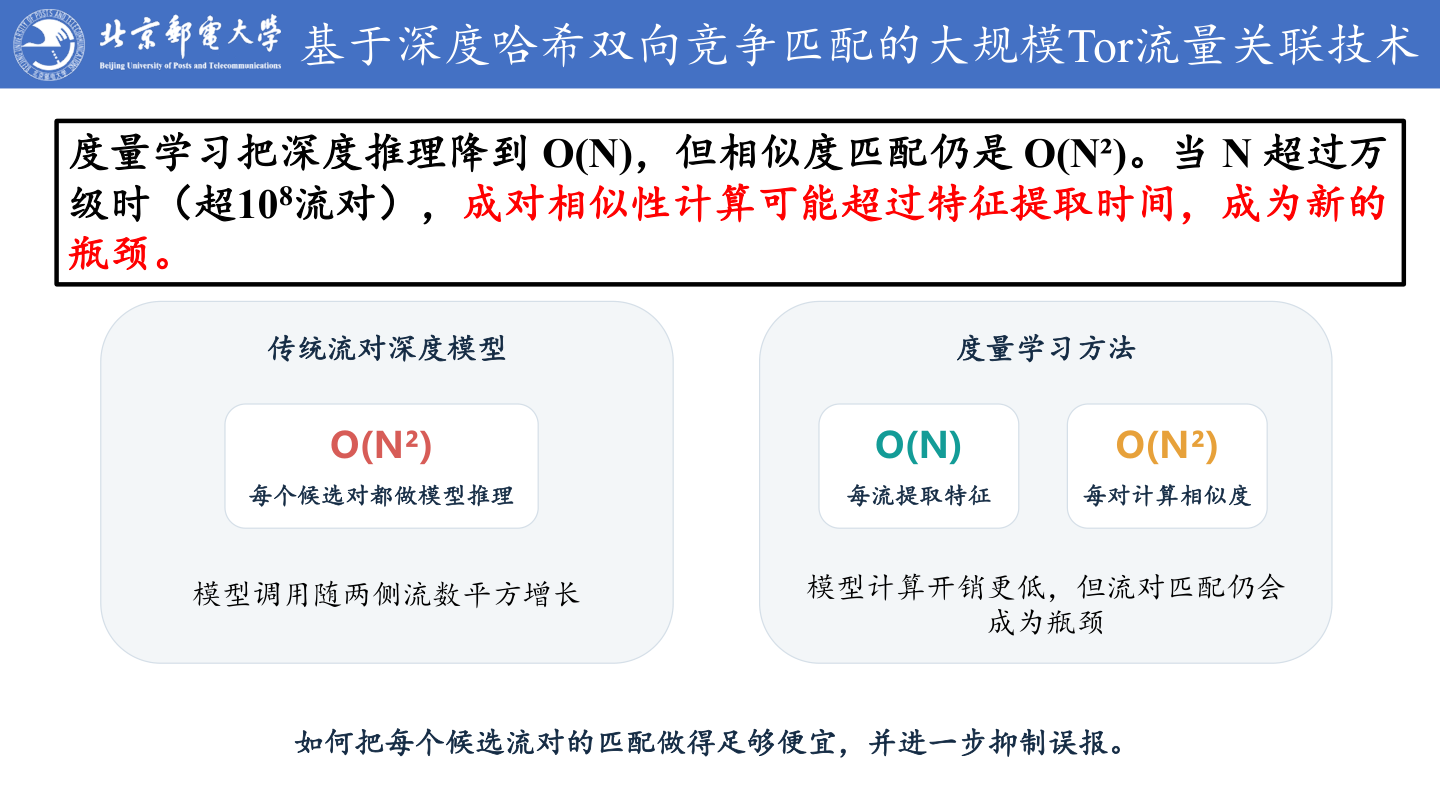 北京郵電大學
Beijing University of Posts and Telecommunications
基于深度哈希双向竞争匹配的大规模Tor流量关联技术
度量学习把深度推理降到 O(N)，但相似度匹配仍是 O(N²)。当 N 超过万
级时（超10⁸流对），成对相似性计算可能超过特征提取时间，成为新的
瓶颈。
传统流对深度模型
O(N²)
每个候选对都做模型推理
模型调用随两侧流数平方增长
度量学习方法
O(N)
每流提取特征
O(N²)
每对计算相似度
模型计算开销更低，但流对匹配仍会
成为瓶颈
如何把每个候选流对的匹配做得足够便宜，并进一步抑制误报。